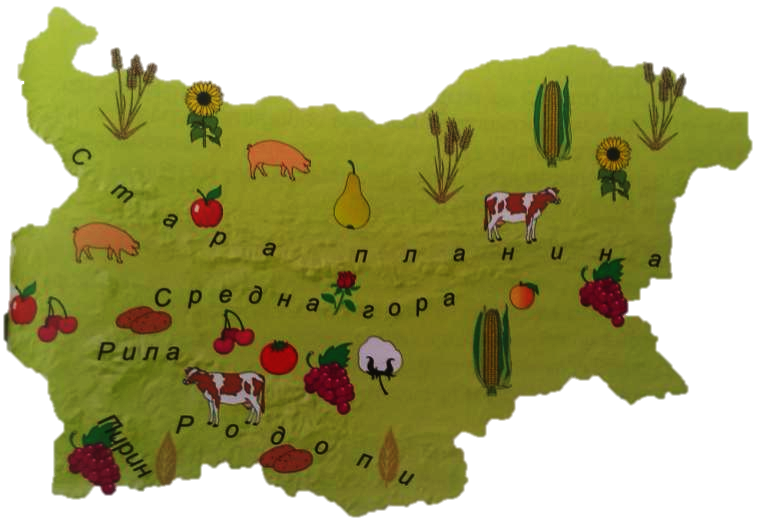 Стара планина
Средна гора
Рила
Пирин
Родопи